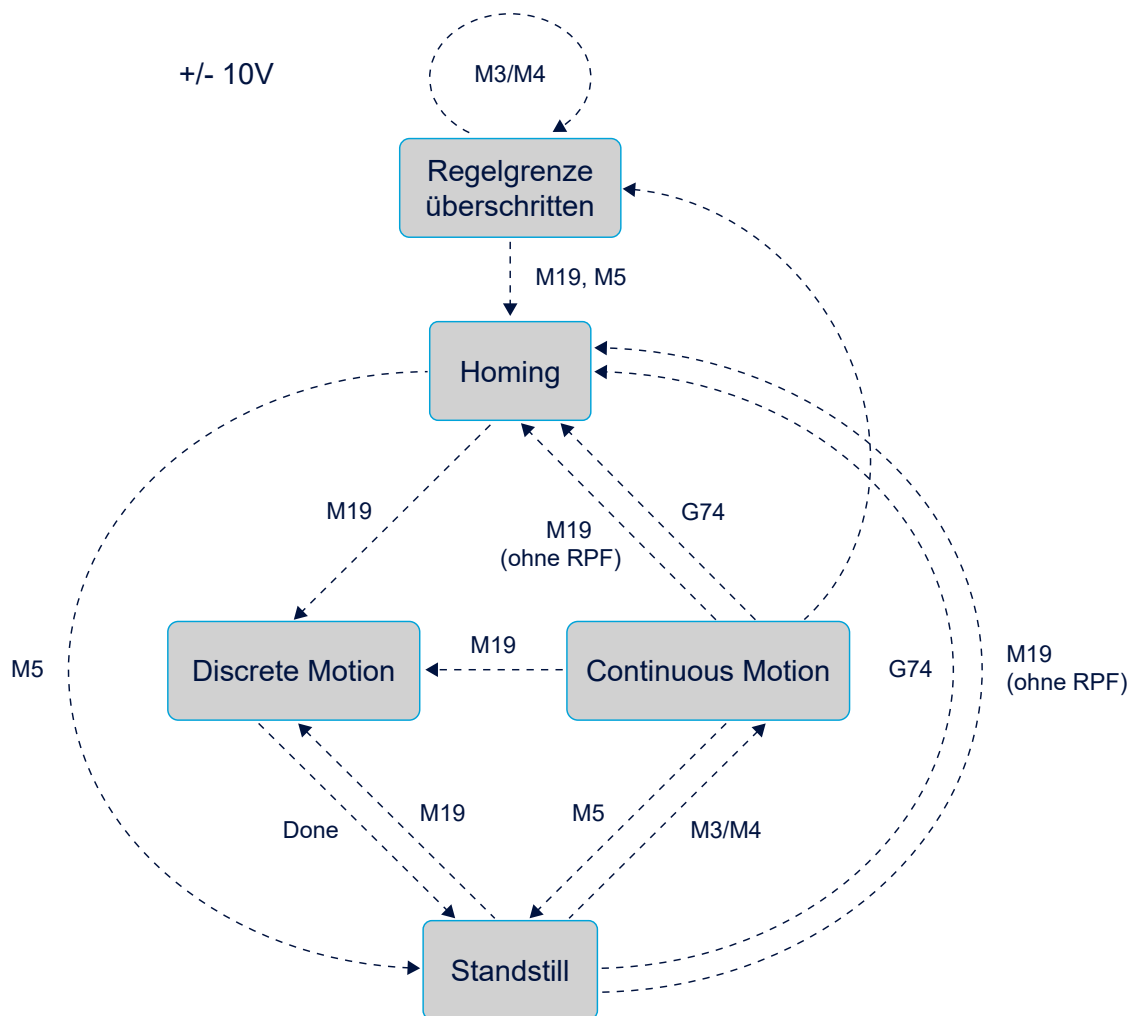 +/- 10V
M3/M4
Regelgrenze
überschritten
M19, M5
Homing
M19
M19
(ohne RPF)
G74
Discrete Motion
M19
Continuous Motion
M5
G74
M19
(ohne RPF)
Done
M19
M5
M3/M4
Standstill